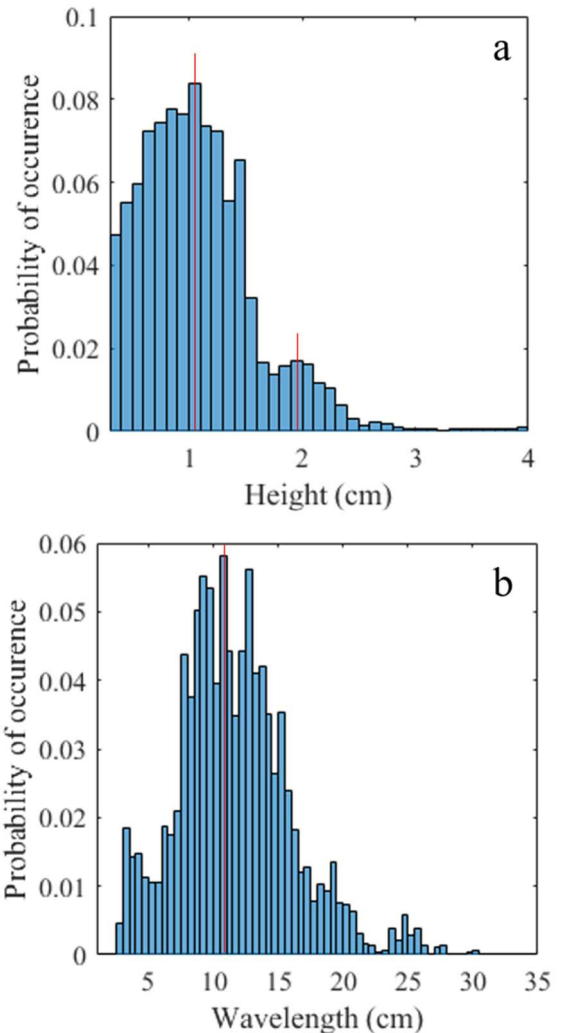 a
Probability of occurence
0.1
0.08
0.06
0.04
0.02
0
1 2 3 4
Height (cm)
b
Probability of occurence
0.06
0.05
0.04
0.03
0.02
0.01
0
5 10 15 20 25 30 35
Wavelength (cm)